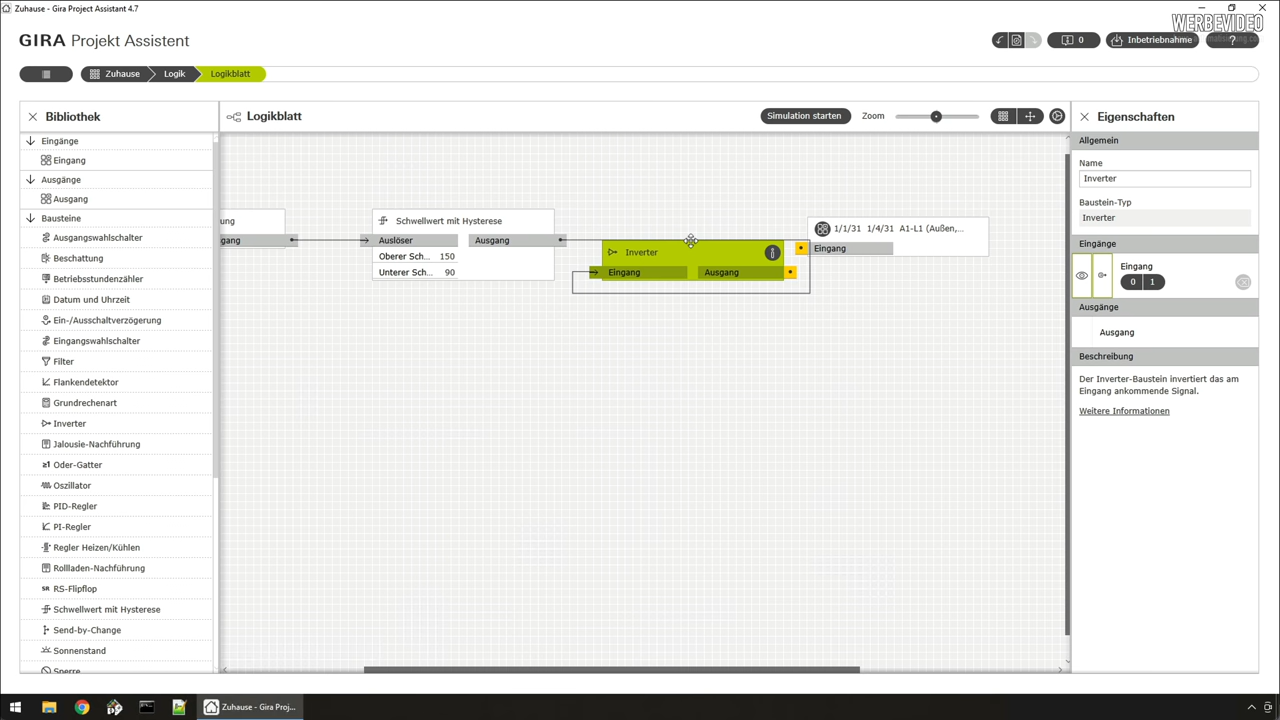 Zuhause - Gira Project Assistant 4.7
WERBEVIDEO
GIRA Projekt Assistent
0
Inbetriebnahme
?
Zuhause
Logik
Logikblatt
Bibliothek
Eingänge
Eingang
Ausgänge
Ausgang
Bausteine
Ausgangswahlschalter
Beschattung
Betriebsstundenzähler
Datum und Uhrzeit
Ein-/Ausschaltverzögerung
Eingangswahlschalter
Filter
Flankendetektor
Grundrechenart
Inverter
Jalousie-Nachführung
≥1 Oder-Gatter
Oszillator
PID-Regler
PI-Regler
Regler Heizen/Kühlen
Rollladen-Nachführung
SR RS-Flipflop
Schwellwert mit Hysterese
Send-by-Change
Sonnenstand
Sperre
Logikblatt
Simulation starten
Zoom
ung
gang
Schwellwert mit Hysterese
Auslöser
Ausgang
Oberer Sch... 150
Unterer Sch... 90
Inverter
Eingang
Ausgang
1/1/31 1/4/31 A1-L1 (Außen,...
Eingang
Eigenschaften
Allgemein
Name
Inverter
Baustein-Typ
Inverter
Eingänge
Eingang
0 1
Ausgänge
Ausgang
Beschreibung
Der Inverter-Baustein invertiert das am
Eingang ankommende Signal.
Weitere Informationen
Zuhause - Gira Proj...